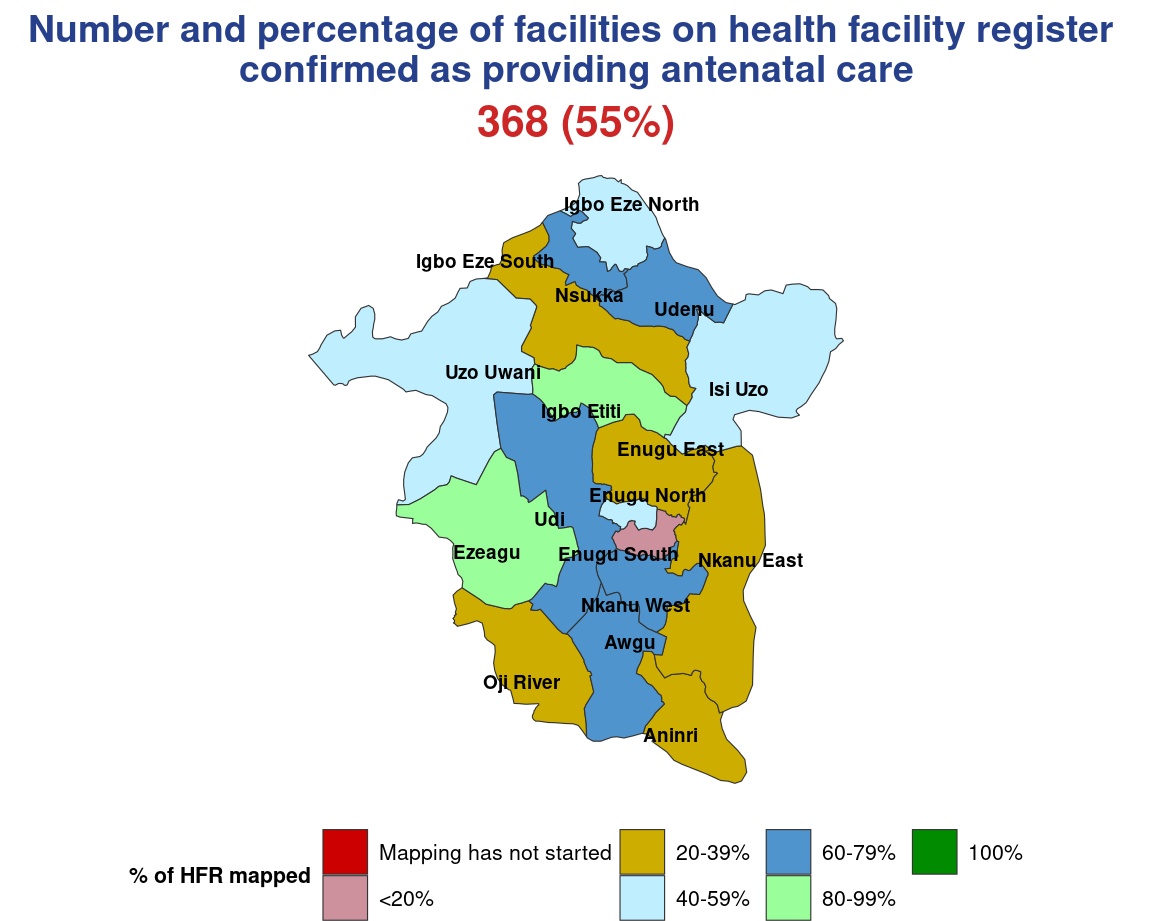 Number and percentage of facilities on health facility register
confirmed as providing antenatal care
368 (55%)
Igbo Eze North
Igbo Eze South
Nsukka
Udenu
Uzo Uwani
Isi Uzo
Igbo Etiti
Enugu East
Enugu North
Udi
Ezeagu
Enugu South
Nkanu East
Nkanu West
Awgu
Oji River
Aninri
% of HFR mapped
Mapping has not started
<20%
20-39%
40-59%
60-79%
80-99%
100%